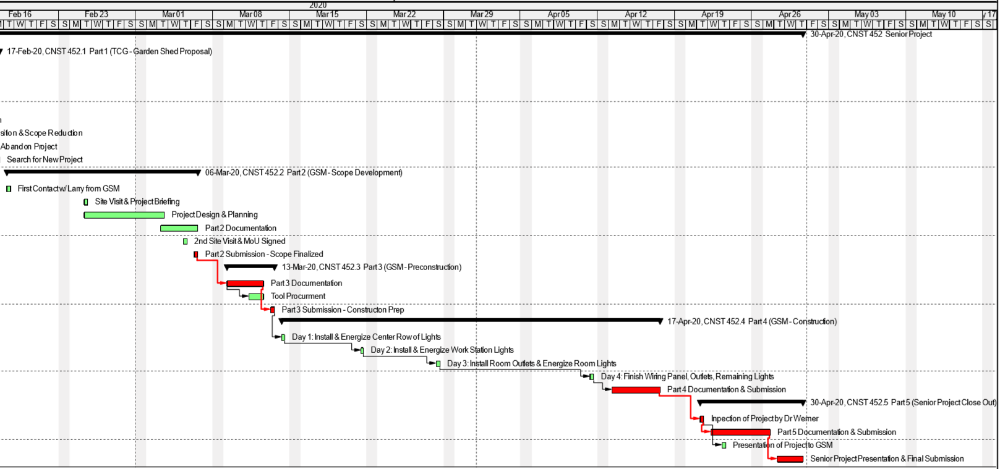 2020
Feb 16 Feb 23 Mar 01 Mar 08 Mar 15 Mar 22 Mar 29 Apr 05 Apr 12 Apr 19 Apr 26 May 03 May 10 y 17
T W T F S S M T W T F S S M T W T F S S M T W T F S S M T W T F S S M T W T F S S M T W T F S S M T W T F S S M T W T F S S M T W T F S S M T W T F S S M T W T F S S M T W T F S S M T W T F S S
30-Apr-20, CNST 452 Senior Project
17-Feb-20, CNST 452.1 Part 1 (TCG - Garden Shed Proposal)
n
sition & Scope Reduction
Abandon Project
Search for New Project
06-Mar-20, CNST 452.2 Part 2 (GSM - Scope Development)
First Contact w/ Larry from GSM
Site Visit & Project Briefing
Project Design & Planning
Part 2 Documentation
2nd Site Visit & MoU Signed
Part 2 Submission - Scope Finalized
13-Mar-20, CNST 452.3 Part 3 (GSM - Preconstruction)
Part 3 Documentation
Tool Procurment
Part 3 Submission - Constructon Prep
17-Apr-20, CNST 452.4 Part 4 (GSM - Construction)
Day 1: Install & Energize Center Row of Lights
Day 2: Install & Energize Work Station Lights
Day 3: Install Room Outlets & Energize Room Lights
Day 4: Finish Wiring Panel, Outlets, Remaining Lights
Part 4 Documentation & Submission
30-Apr-20, CNST 452.5 Part 5 (Senior Project Close Out)
Inpection of Project by Dr Werner
Part 5 Documentation & Submission
Presentation of Project to GSM
Senior Project Presentation & Final Submission